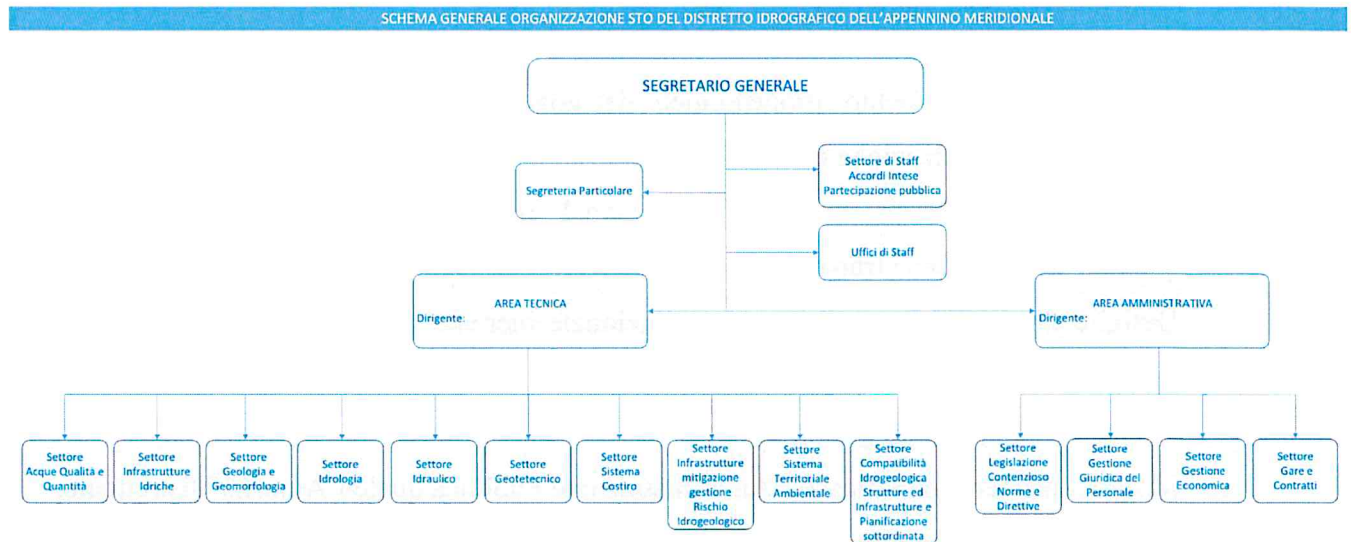 SCHEMA GENERALE ORGANIZZAZIONE STO DEL DISTRETTO IDROGRAFICO DELL'APPENNINO MERIDIONALE
SEGRETARIO GENERALE
Settore di Staff
Accordi Intese
Partecipazione pubblica
Segreteria Particolare
Uffici di Staff
AREA TECNICA
Dirigente:
AREA AMMINISTRATIVA
Dirigente:
Settore
Acque Qualità e
Quantità
Settore
Infrastrutture
Idriche
Settore
Geologia e
Geomorfologia
Settore
Idrologia
Settore
Idraulico
Settore
Geotetecnico
Settore
Sistema
Costiro
Settore
Infrastrutture
mitigazione
gestione
Rischio
Idrogeologico
Settore
Sistema
Territoriale
Ambientale
Settore
Compatibilità
Idrogeologica
Strutture ed
Infrastrutture e
Pianificazione
sottordinata
Settore
Legislazione
Contenzioso
Norme e
Direttive
Settore
Gestione
Giuridica del
Personale
Settore
Gestione
Economica
Settore
Gare e
Contratti